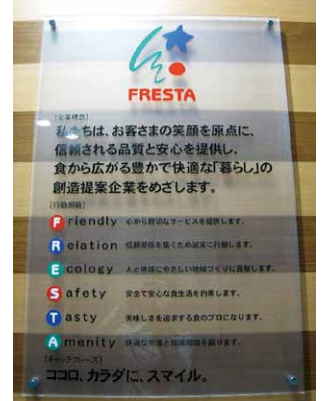 FRESTA
[企業理念]
私たちは、お客さまの笑顔を原点に、
信頼される品質と安心を提供し、
食から広がる豊かで快適な「暮らし」の
創造提案企業をめざします。
[行動規範]
Friendly 心から親切なサービスを提供します。
Relation 信頼関係を築くため誠実に行動します。
Ecology 人と地球にやさしい地域づくりに貢献します。
Safety 安全で安心な食生活を約束します。
Tasty 美味しさを追求する食のプロになります。
Amenity 快適な売場と職場環境を創ります。
[キャッチフレーズ]
ココロ、カラダに、スマイル。